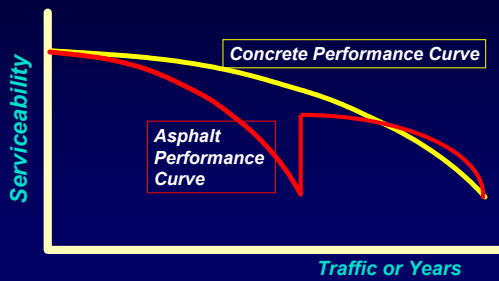 Concrete Performance Curve
Serviceability
Asphalt
Performance
Curve
Traffic or Years